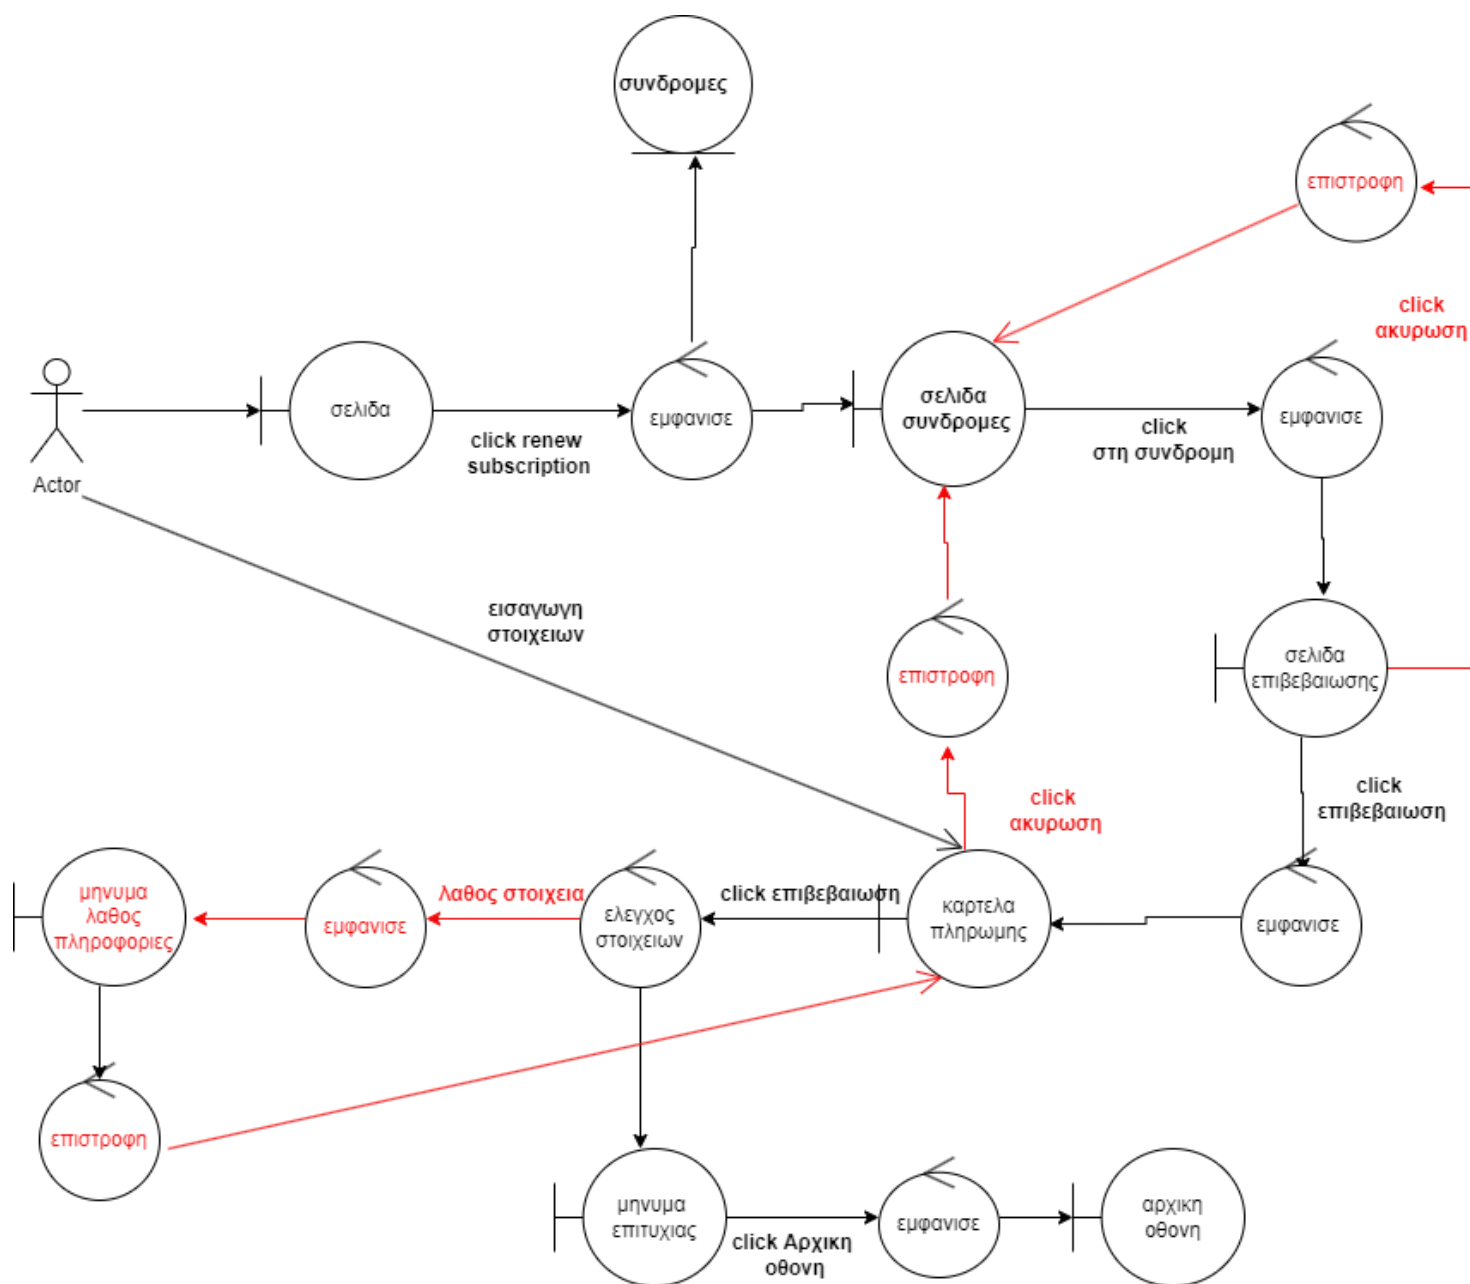 συνδρομες
επιστροφη
click
ακυρωση
Actor
σελιδα
click renew
subscription
εμφανισε
σελιδα
συνδρομες
click
στη συνδρομη
εμφανισε
εισαγωγη
στοιχειων
επιστροφη
σελιδα
επιβεβαιωσης
click
ακυρωση
click
επιβεβαιωση
μηνυμα
λαθος
πληροφοριες
εμφανισε
λαθος στοιχεια
ελεγχος
στοιχειων
click επιβεβαιωση
καρτελα
πληρωμης
εμφανισε
επιστροφη
μηνυμα
επιτυχιας
click Αρχικη
οθονη
εμφανισε
αρχικη
οθονη